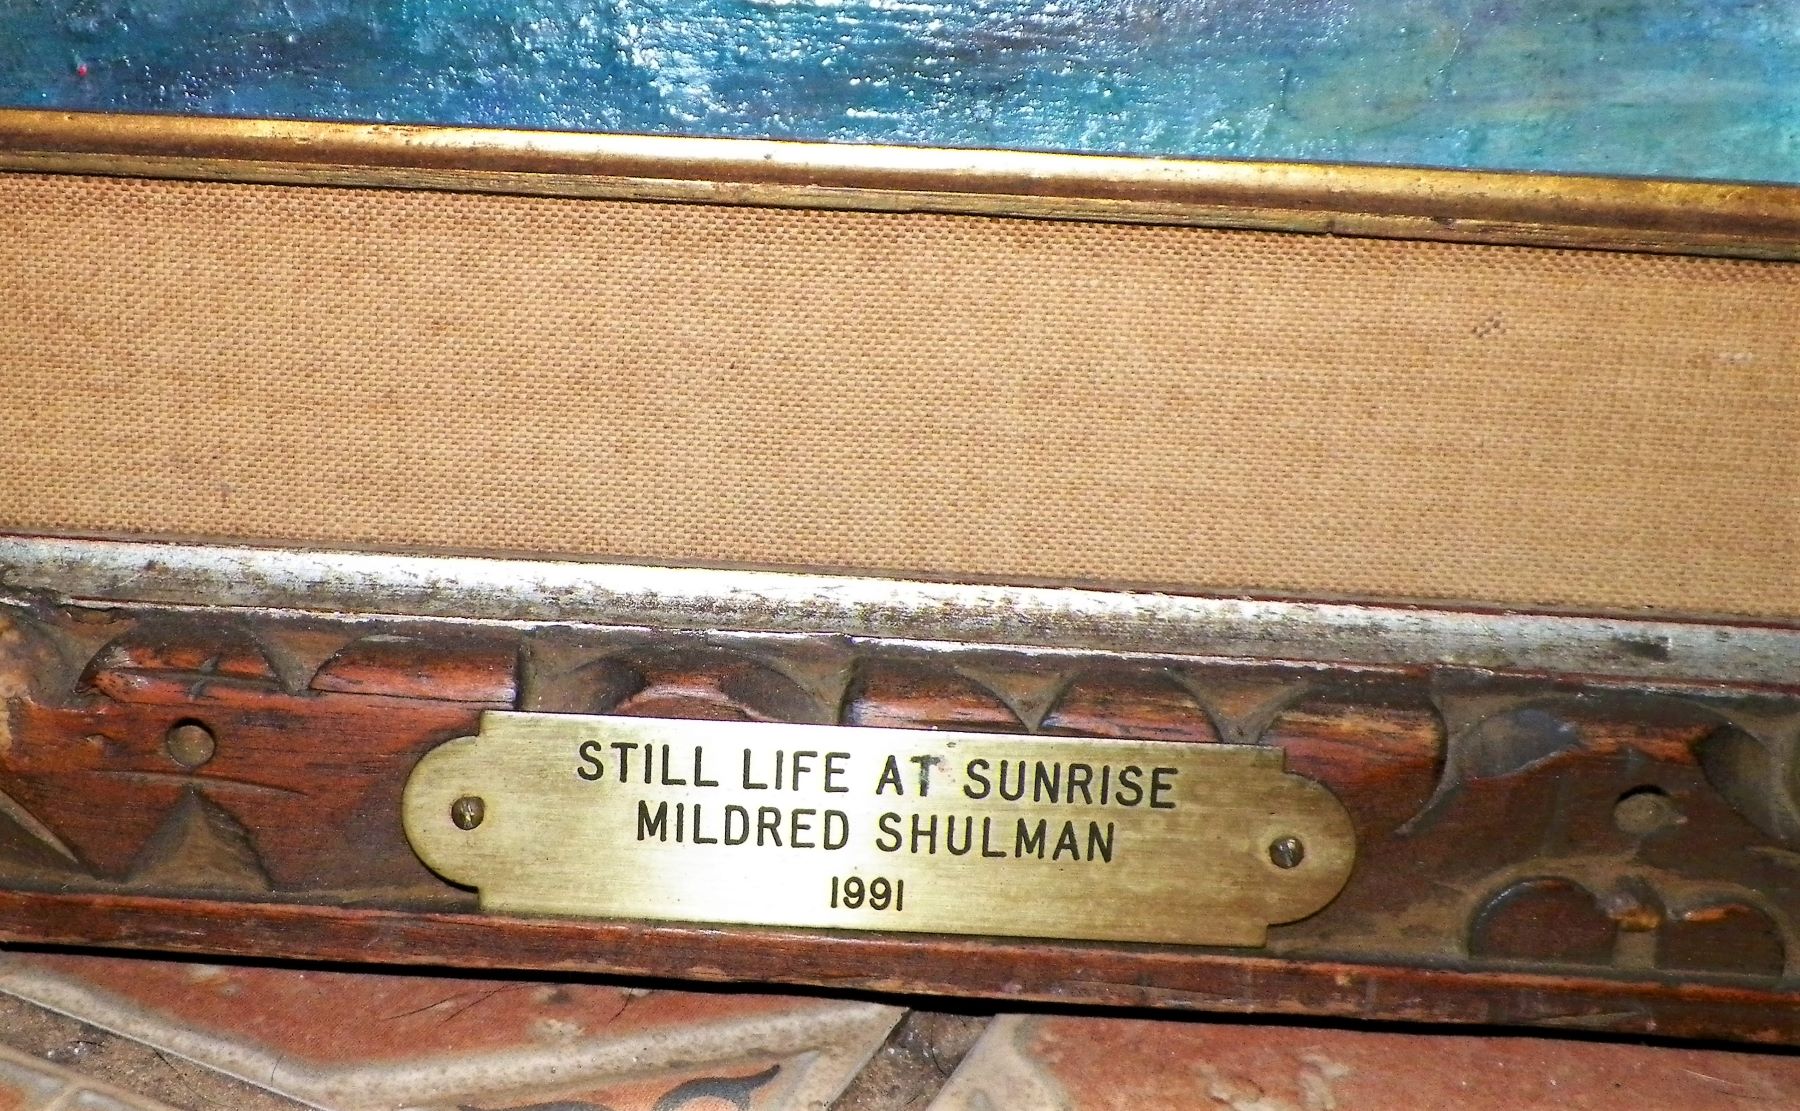 STILL LIFE AT SUNRISE
MILDRED SHULMAN
1991